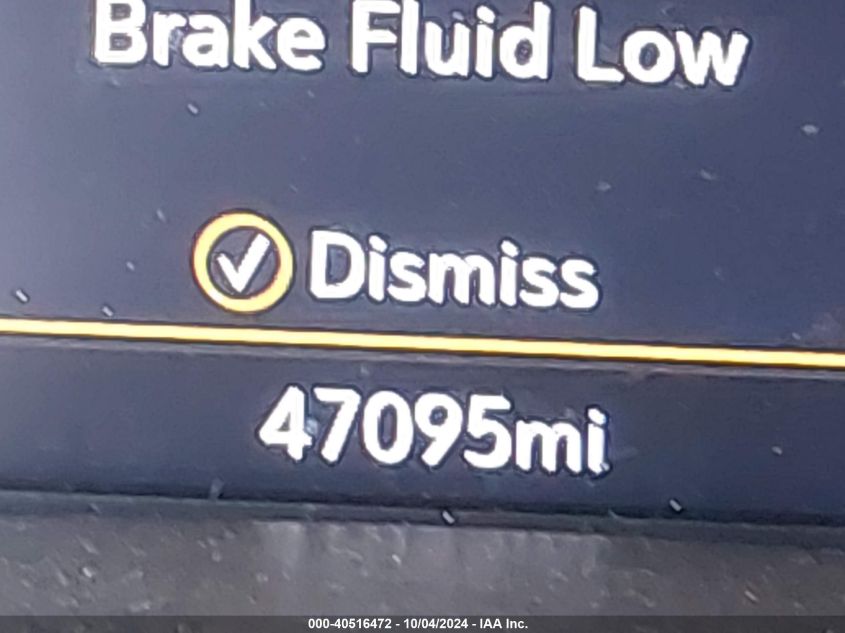 Brake Fluid Low
Dismiss
47095mi
000-40516472 - 10/04/2024 - IAA Inc.